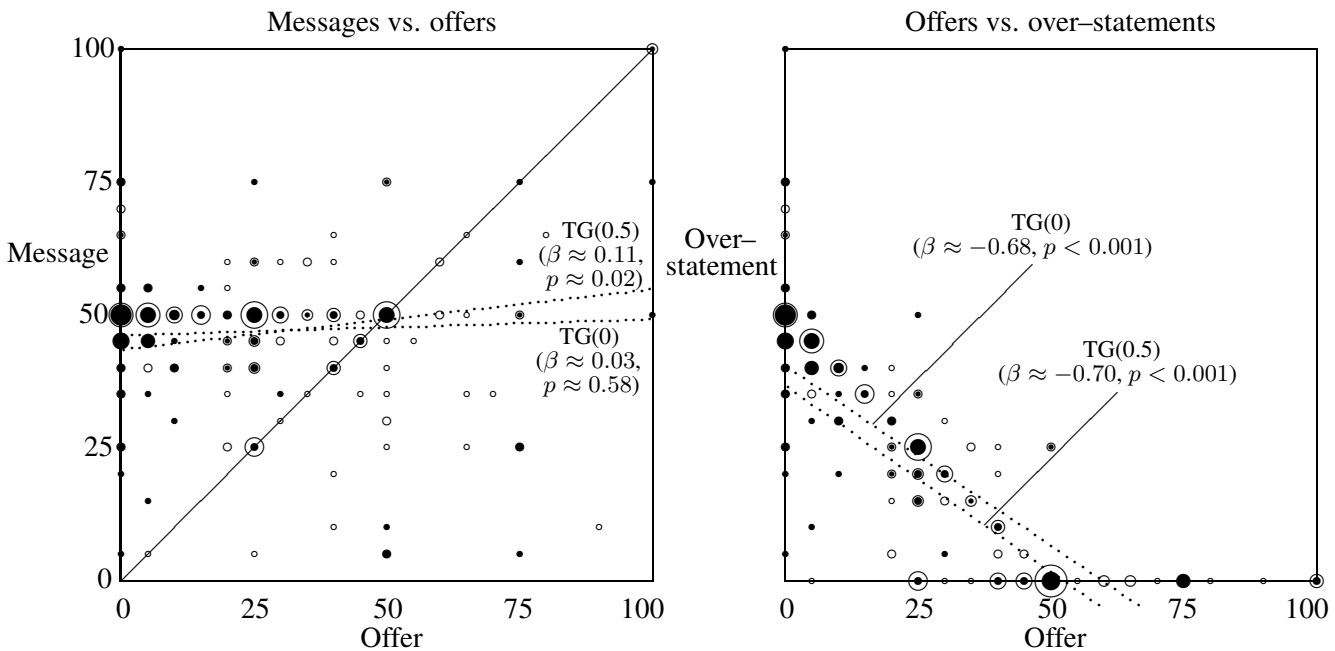 Messages vs. offers
100
75
Message
50
25
0
0 25 50 75 100
Offer
TG(0.5)
(β ≈ 0.11,
p ≈ 0.02)
TG(0)
(β ≈ 0.03,
p ≈ 0.58)
Offers vs. over–statements
Over–
statement
TG(0)
(β ≈ −0.68, p < 0.001)
TG(0.5)
(β ≈ −0.70, p < 0.001)
0 25 50 75 100
Offer